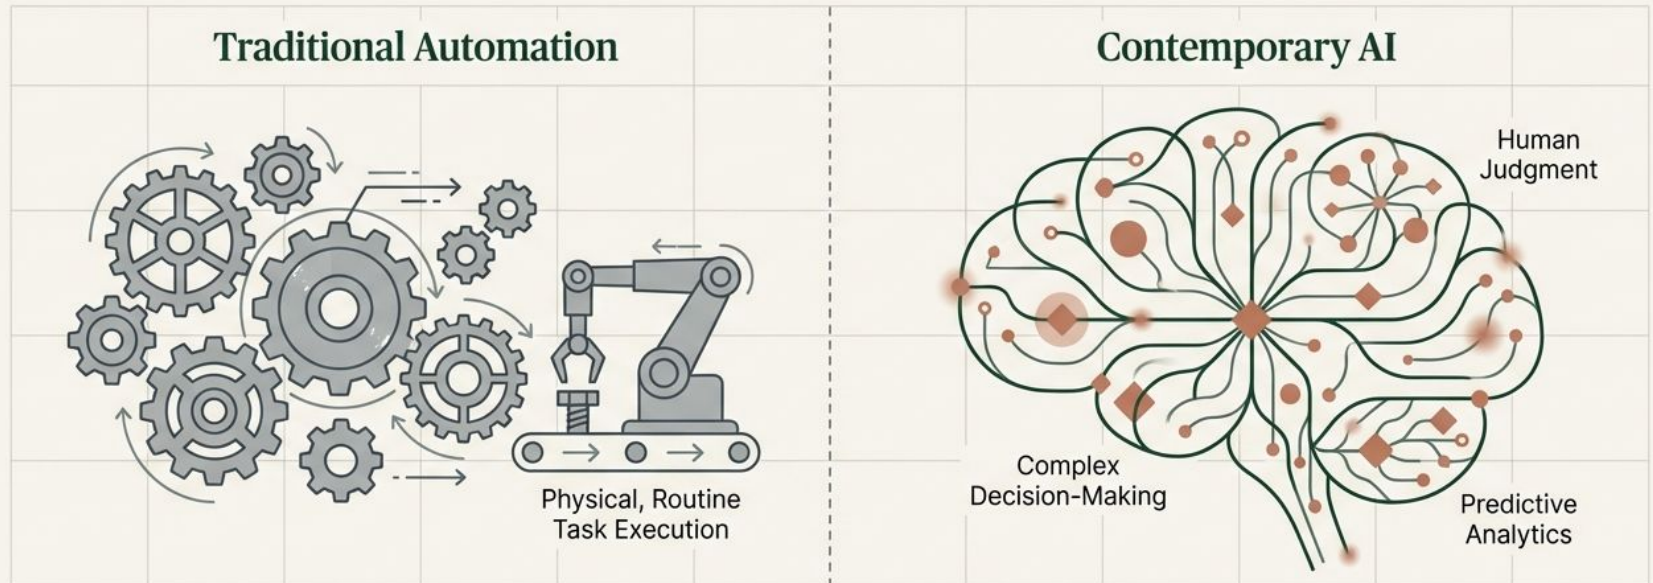 Traditional Automation
Physical, Routine
Task Execution
Contemporary AI
Human
Judgment
Complex
Decision-Making
Predictive
Analytics